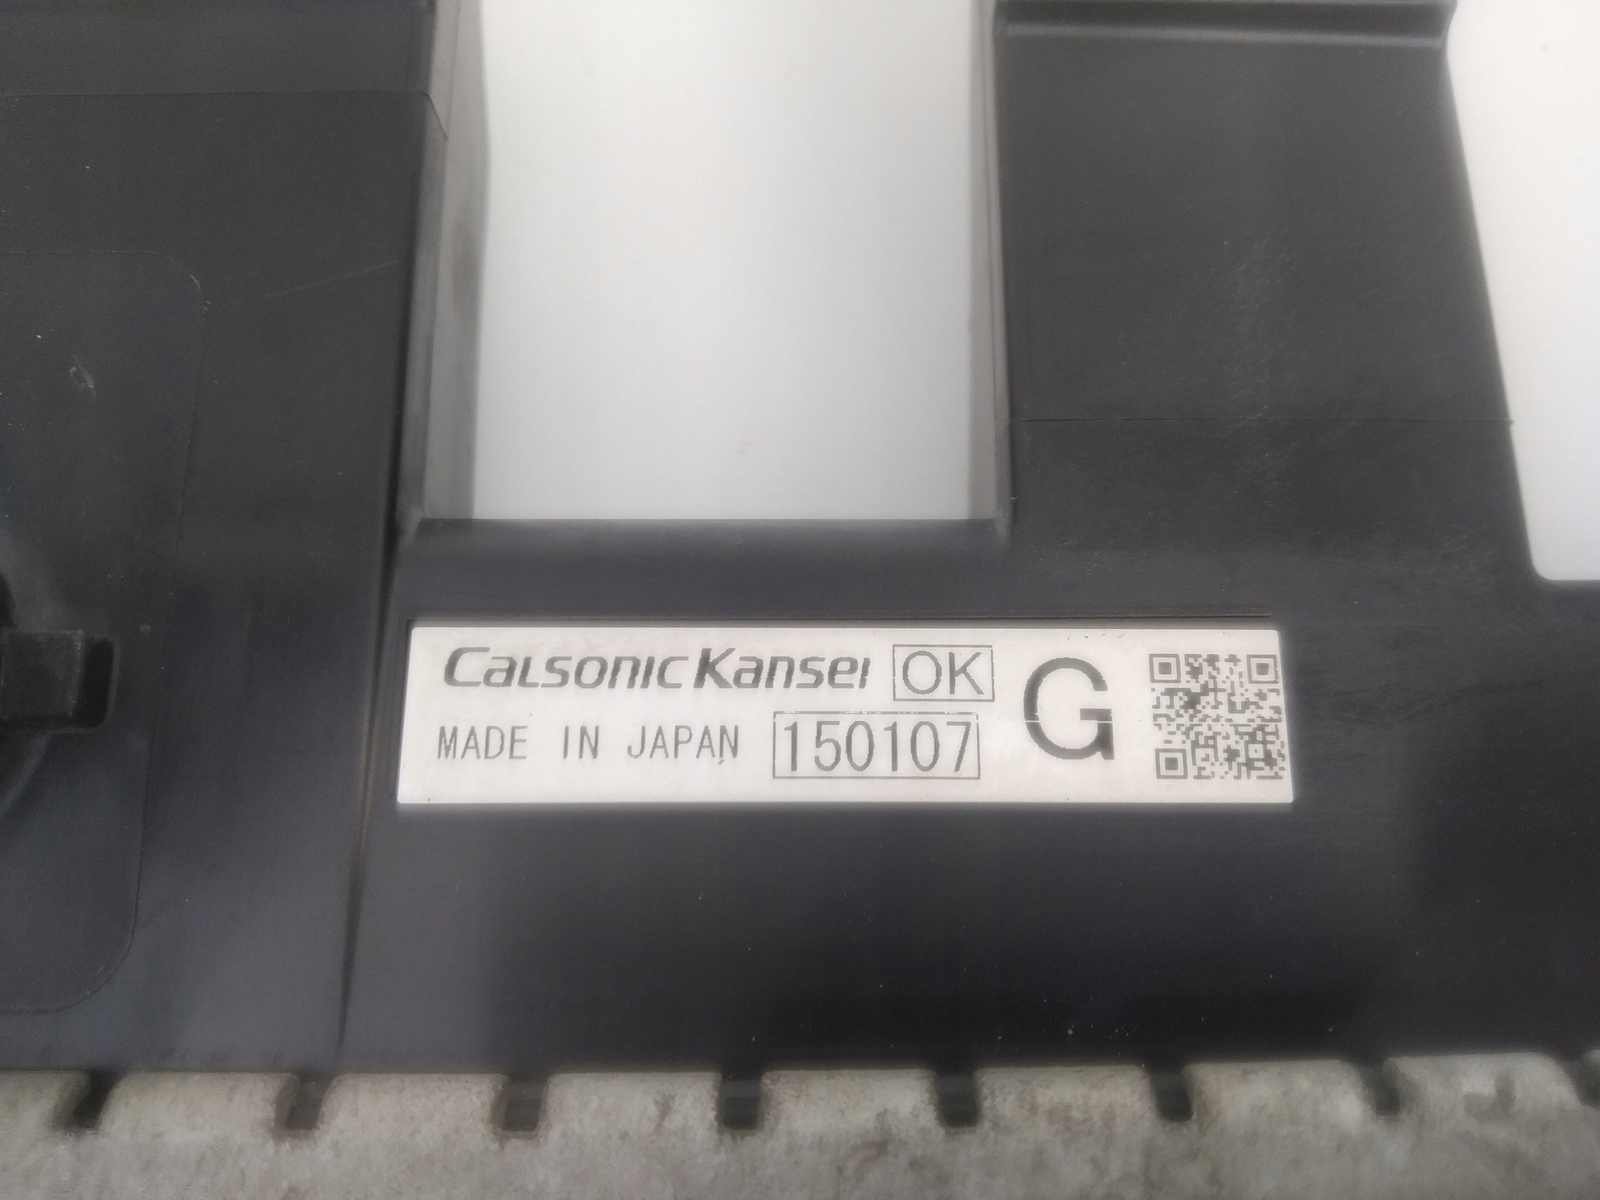 CalsonicKansei OK G
MADE IN JAPAN 150107